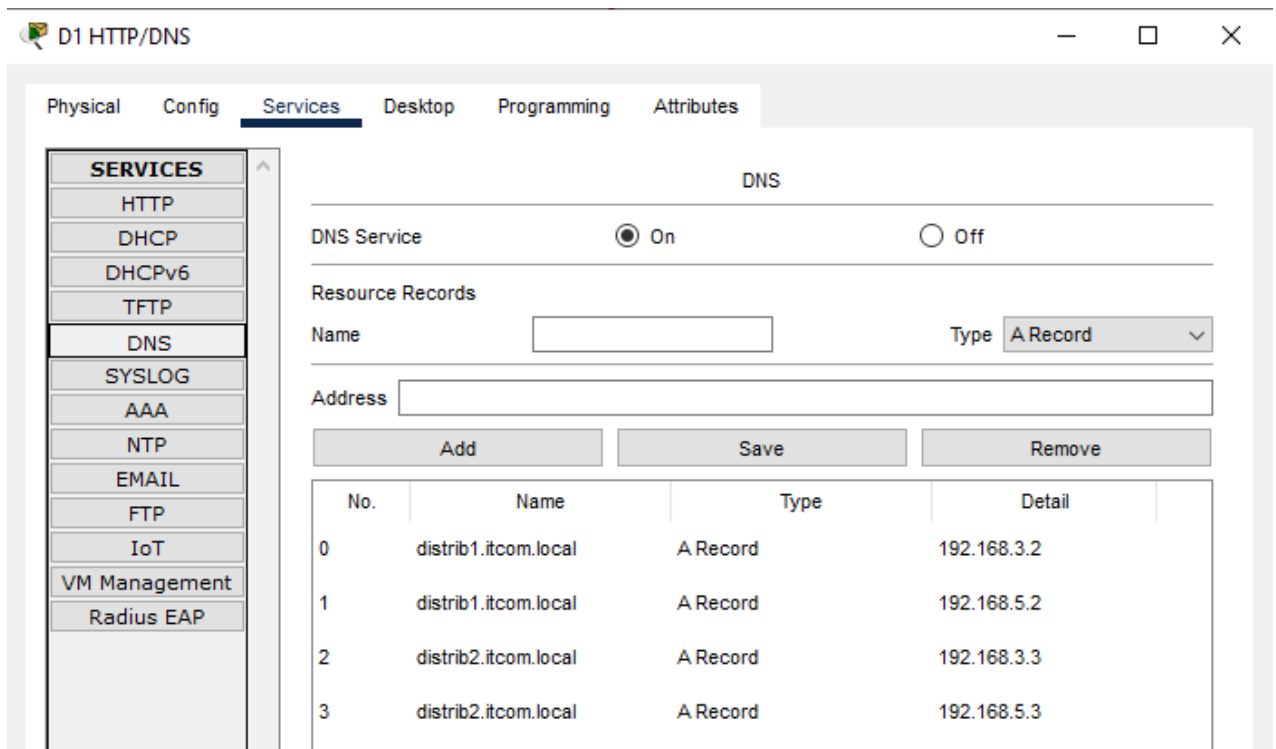 D1 HTTP/DNS
Physical Config Services Desktop Programming Attributes
SERVICES
HTTP
DHCP
DHCPv6
TFTP
DNS
SYSLOG
AAA
NTP
EMAIL
FTP
IoT
VM Management
Radius EAP
DNS
DNS Service On Off
Resource Records
Name Type A Record
Address
Add Save Remove
No. Name Type Detail
0 distrib1.itcom.local A Record 192.168.3.2
1 distrib1.itcom.local A Record 192.168.5.2
2 distrib2.itcom.local A Record 192.168.3.3
3 distrib2.itcom.local A Record 192.168.5.3